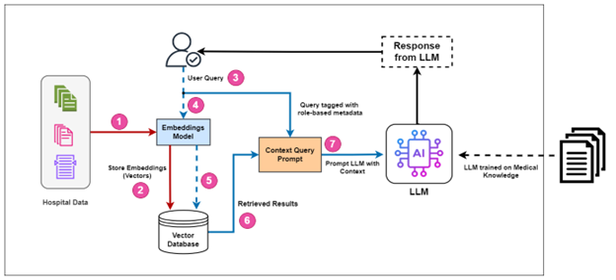 Response
from LLM
User Query
3
4
Query tagged with
role-based metadata
1
Embeddings
Model
Context Query
Prompt
7
Prompt LLM with
Context
AI
LLM
LLM trained on Medical
Knowledge
Hospital Data
Store Embeddings
(Vectors)
2
5
Retrieved Results
6
Vector
Database